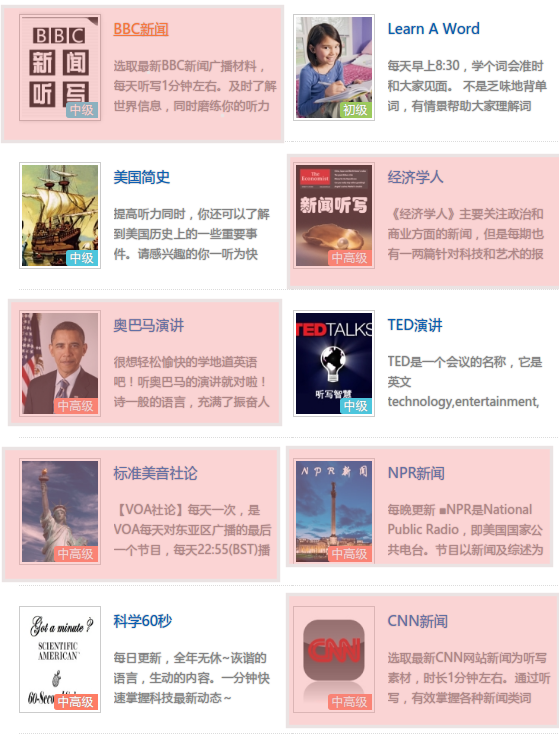 BBC
新 闻
听 写
中级
BBC新闻
选取最新BBC新闻广播材料，
每天听写1分钟左右。及时了解
世界信息，同时磨练你的听力
初级
Learn A Word
每天早上8:30，学个词会准时
和大家见面。 不是乏味地背单
词，有情景帮助大家理解词
中级
美国简史
提高听力同时，你还可以了解
到美国历史上的一些重要事
件。请感兴趣的你一听为快
The
Economist
新闻听写
中高级
经济学人
《经济学人》主要关注政治和
商业方面的新闻，但是每期也
有一两篇针对科技和艺术的报
中高级
奥巴马演讲
很想轻松愉快的学地道英语
吧！听奥巴马的演讲就对啦！
诗一般的语言，充满了振奋人
TEDTALKS
听写智慧
中级
TED演讲
TED是一个会议的名称，它是
英文
technology,entertainment,
中高级
标准美音社论
【VOA社论】每天一次，是
VOA每天对东亚区广播的最后
一个节目，每天22:55(BST)播
NPR新闻
中高级
NPR新闻
每晚更新 ■NPR是National
Public Radio，即美国国家公
共电台。节目以新闻及综述为
Got a minute?
SCIENTIFIC
AMERICAN
60-Second
中高级
科学60秒
每日更新，全年无休~诙谐的
语言，生动的内容。一分钟快
速掌握科技最新动态~
CNN
中高级
CNN新闻
选取最新CNN网站新闻为听写
素材，时长1分钟左右。通过听
写，有效掌握各种新闻类词